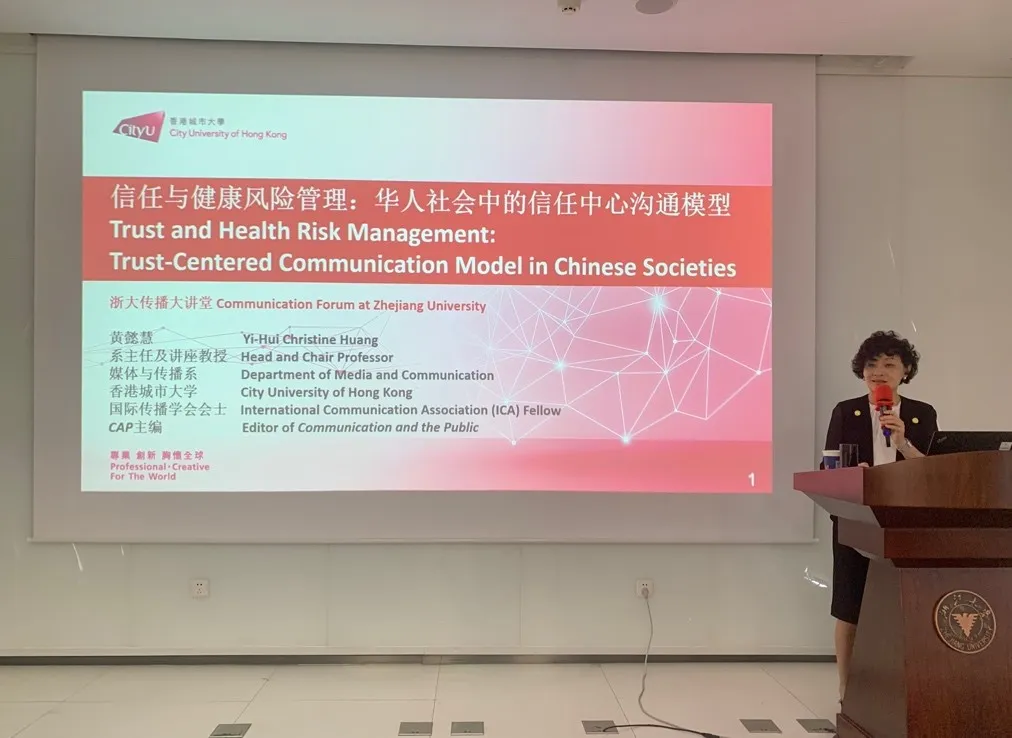 CityU
香港城市大學
City University of Hong Kong
信任与健康风险管理：华人社会中的信任中心沟通模型
Trust and Health Risk Management:
Trust-Centered Communication Model in Chinese Societies
浙大传播大讲堂 Communication Forum at Zhejiang University
黄懿慧 Yi-Hui Christine Huang
系主任及讲座教授 Head and Chair Professor
媒体与传播系 Department of Media and Communication
香港城市大学 City University of Hong Kong
国际传播学会会士 International Communication Association (ICA) Fellow
CAP主编 Editor of Communication and the Public
專業 創新 胸懷全球
Professional·Creative
For The World
1
ZHEJIANG UNIVERSITY